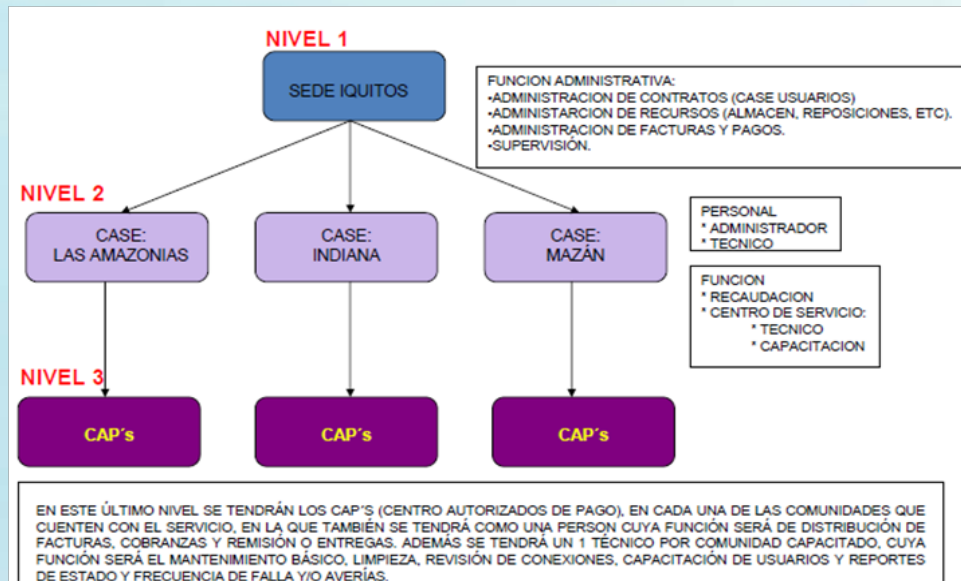 NIVEL 1
SEDE IQUITOS
FUNCION ADMINISTRATIVA:
•ADMINISTRACION DE CONTRATOS (CASE USUARIOS)
•ADMINISTARCION DE RECURSOS (ALMACEN, REPOSICIONES, ETC).
•ADMINISTRACION DE FACTURAS Y PAGOS.
•SUPERVISIÓN.
NIVEL 2
CASE:
LAS AMAZONIAS
CASE:
INDIANA
CASE:
MAZÁN
PERSONAL
* ADMINISTRADOR
* TECNICO
FUNCION
* RECAUDACION
* CENTRO DE SERVICIO:
* TECNICO
* CAPACITACION
NIVEL 3
CAP´s
CAP´s
CAP´s
EN ESTE ÚLTIMO NIVEL SE TENDRÁN LOS CAP'S (CENTRO AUTORIZADOS DE PAGO), EN CADA UNA DE LAS COMUNIDADES QUE
CUENTEN CON EL SERVICIO, EN LA QUE TAMBIÉN SE TENDRÁ COMO UNA PERSON CUYA FUNCIÓN SERÁ DE DISTRIBUCIÓN DE
FACTURAS, COBRANZAS Y REMISIÓN O ENTREGAS. ADEMÁS SE TENDRÁ UN 1 TÉCNICO POR COMUNIDAD CAPACITADO, CUYA
FUNCIÓN SERÁ EL MANTENIMIENTO BÁSICO, LIMPIEZA, REVISIÓN DE CONEXIONES, CAPACITACIÓN DE USUARIOS Y REPORTES
DE ESTADO Y FRECUENCIA DE FALLA Y/O AVERÍAS.